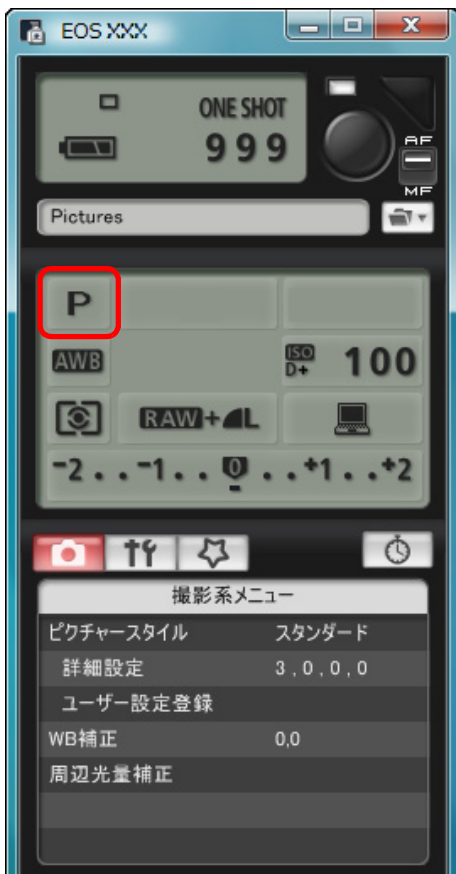 EOS XXX
ONE SHOT
999
AF
MF
Pictures
P
AWB
ISO
D+ 100
RAW+L
-2..-1..0..+1..+2
撮影系メニュー
ピクチャースタイル スタンダード
詳細設定 3,0,0,0
ユーザー設定登録
WB補正 0,0
周辺光量補正